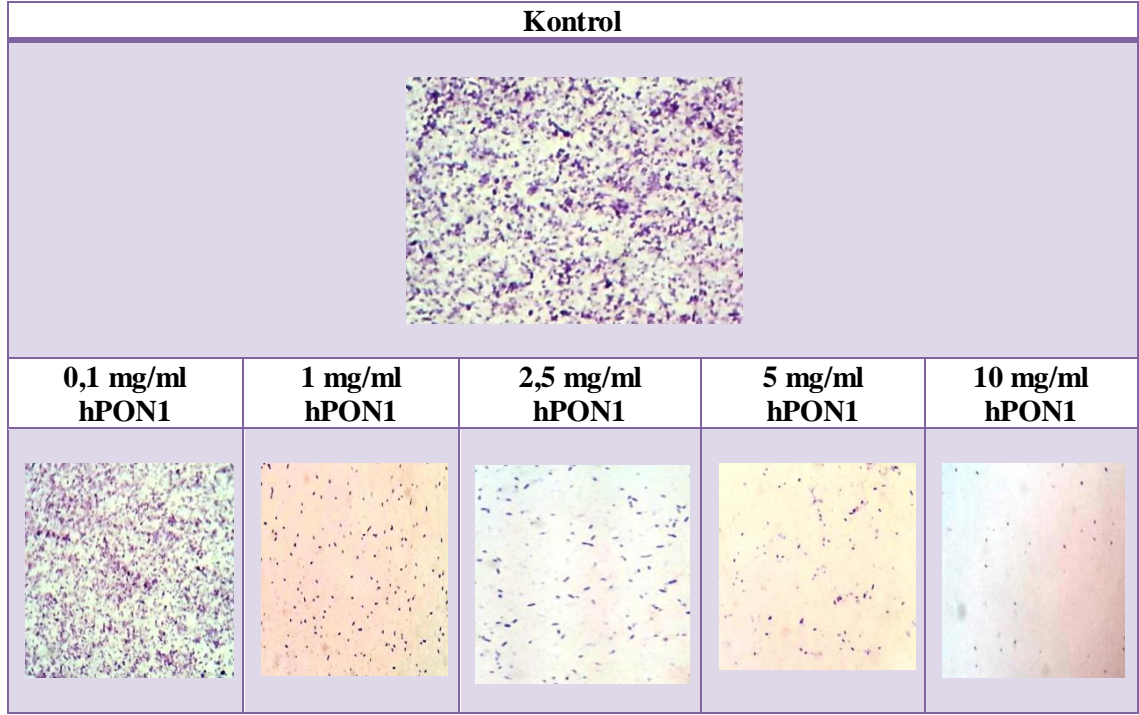 Kontrol
0,1 mg/ml
hPON1
1 mg/ml
hPON1
2,5 mg/ml
hPON1
5 mg/ml
hPON1
10 mg/ml
hPON1